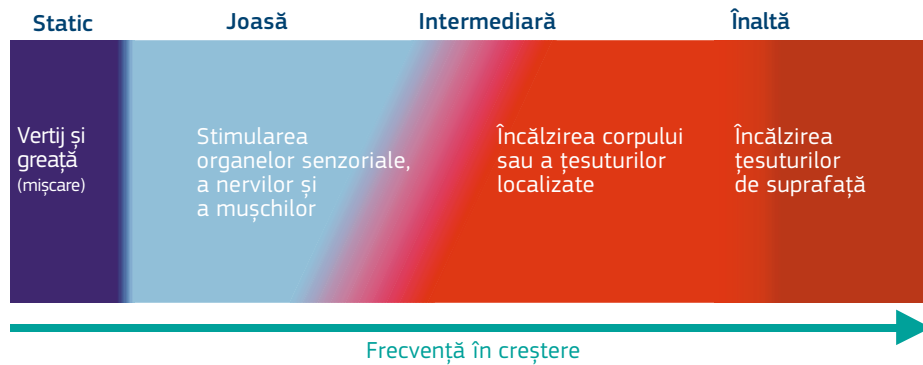 Static
Joasă
Intermediară
Înaltă
Vertij și
greață
(mișcare)
Stimularea
organelor senzoriale,
a nervilor și
a mușchilor
Încălzirea corpului
sau a țesuturilor
localizate
Încălzirea
țesuturilor
de suprafață
Frecvență în creștere